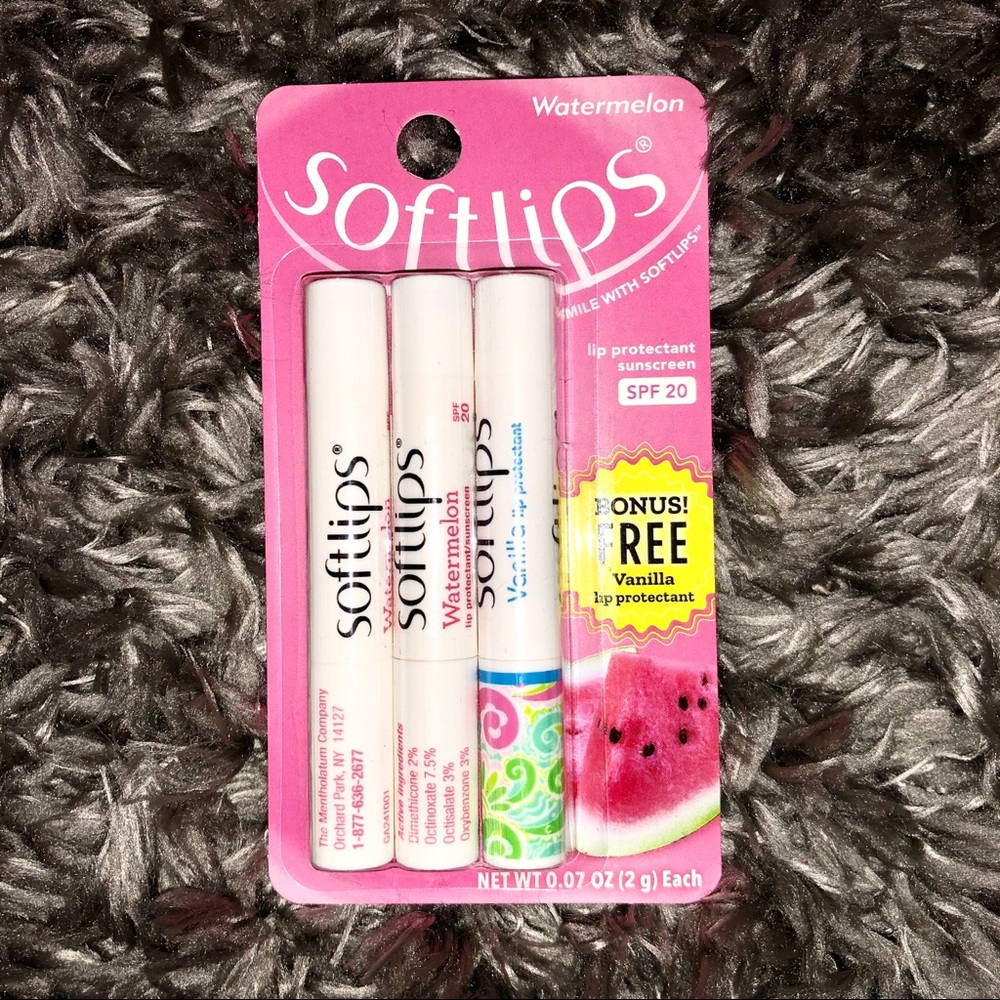 Watermelon
softlips®
SMILE WITH SOFTLIPS™
lip protectant
sunscreen
SPF 20
BONUS!
FREE
Vanilla
lip protectant
NET WT 0.07 OZ (2 g) Each
softlips®
Watermelon
The Mentholatum Company
Orchard Park, NY 14127
1-877-636-2677
softlips®
Watermelon
lip protectant/sunscreen
SPF
20
Active ingredients
Dimethicone 2%
Octinoxate 7.5%
Octisalate 3%
Oxybenzone 3%
softlips
Vanilla lip protectant